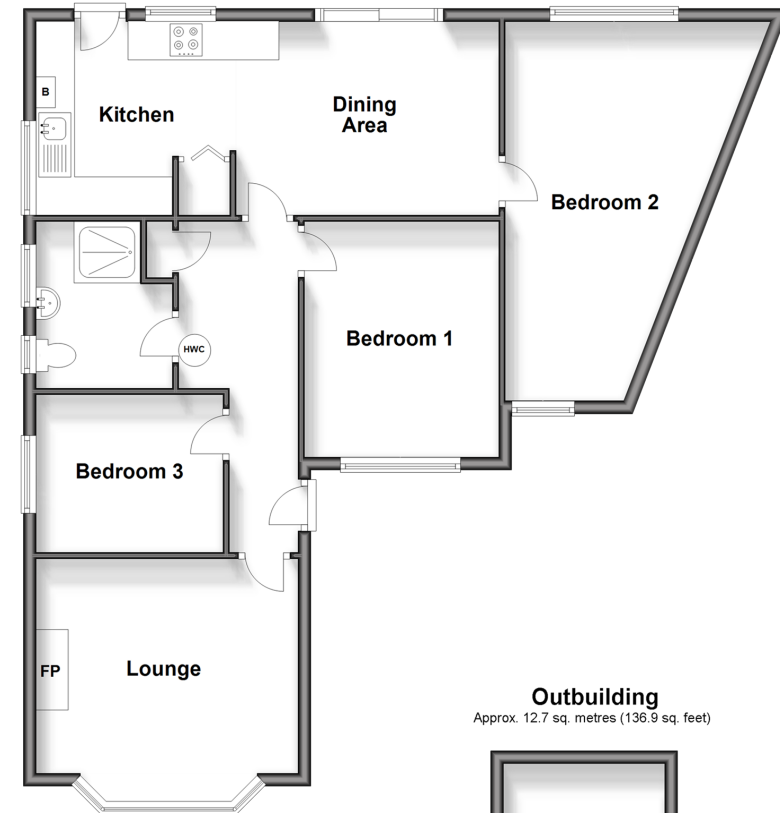 B
Kitchen
Dining
Area
Bedroom 2
Bedroom 1
HWC
Bedroom 3
FP
Lounge
Outbuilding
Approx. 12.7 sq. metres (136.9 sq. feet)